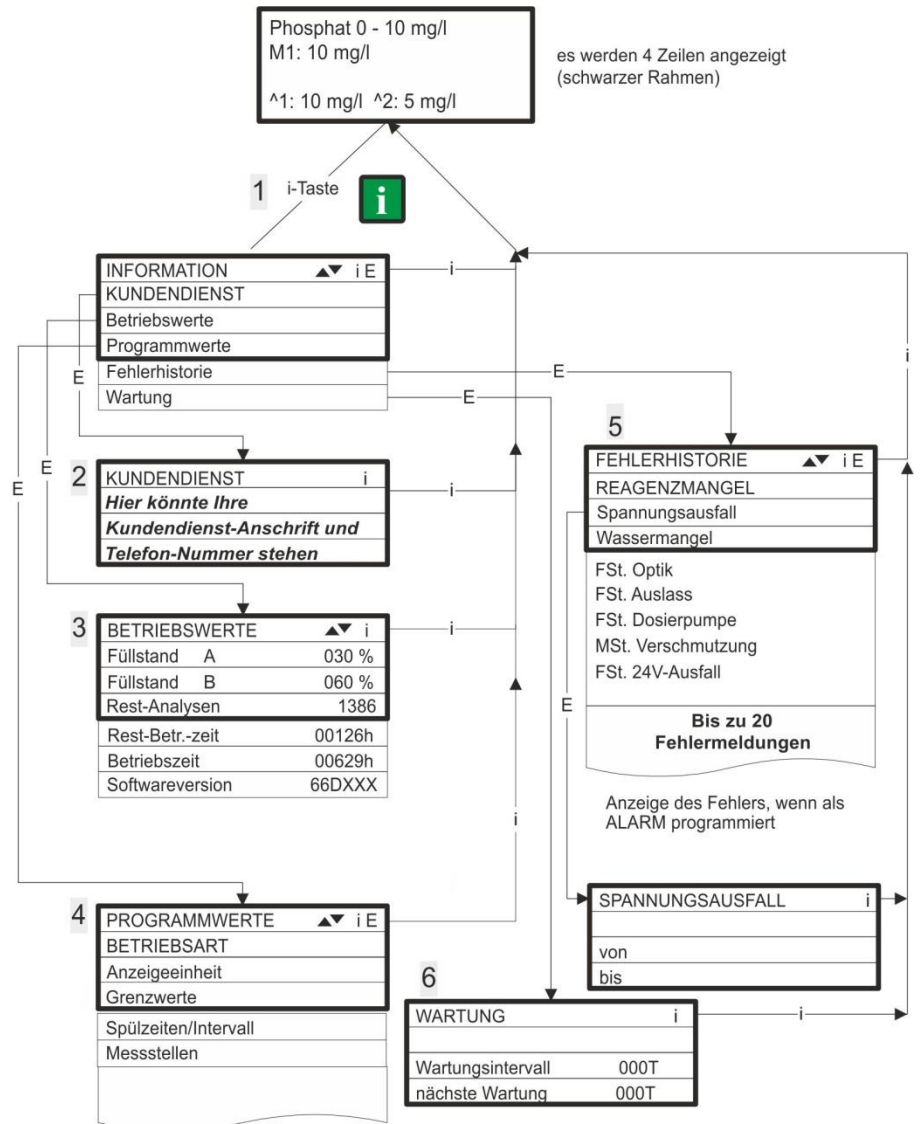 Phosphat 0 - 10 mg/l
M1: 10 mg/l
^1: 10 mg/l ^2: 5 mg/l
es werden 4 Zeilen angezeigt
(schwarzer Rahmen)
1 i-Taste i
INFORMATION ▲▼ i E
KUNDENDIENST
Betriebswerte
Programmwerte
Fehlerhistorie
Wartung
i
E
E
E
E
E
i
2
KUNDENDIENST i
Hier könnte Ihre
Kundendienst-Anschrift und
Telefon-Nummer stehen
i
3
BETRIEBSWERTE ▲▼ i
Füllstand A 030 %
Füllstand B 060 %
Rest-Analysen 1386
Rest-Betr.-zeit 00126h
Betriebszeit 00629h
Softwareversion 66DXXX
i
i
4
PROGRAMMWERTE ▲▼ i E
BETRIEBSART
Anzeigeeinheit
Grenzwerte
Spülzeiten/Intervall
Messstellen
5
FEHLERHISTORIE ▲▼ i E
REAGENZMANGEL
Spannungsausfall
Wassermangel
FSt. Optik
FSt. Auslass
FSt. Dosierpumpe
MSt. Verschmutzung
FSt. 24V-Ausfall
Bis zu 20
Fehlermeldungen
E
Anzeige des Fehlers, wenn als
ALARM programmiert
SPANNUNGSAUSFALL i
von
bis
6
WARTUNG i
Wartungsintervall 000T
nächste Wartung 000T
i